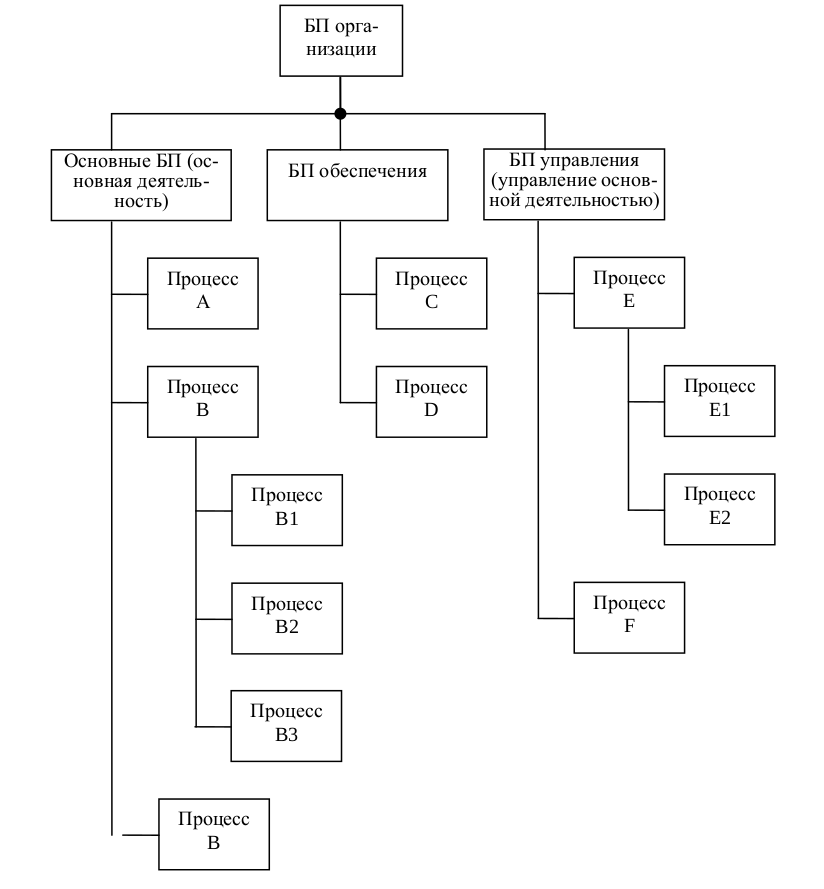 БП орга-
низации
Основные БП (ос-
новная деятель-
ность)
БП обеспечения
БП управления
(управление основ-
ной деятельностью)
Процесс
A
Процесс
C
Процесс
E
Процесс
B
Процесс
D
Процесс
E1
Процесс
B1
Процесс
E2
Процесс
B2
Процесс
F
Процесс
B3
Процесс
B